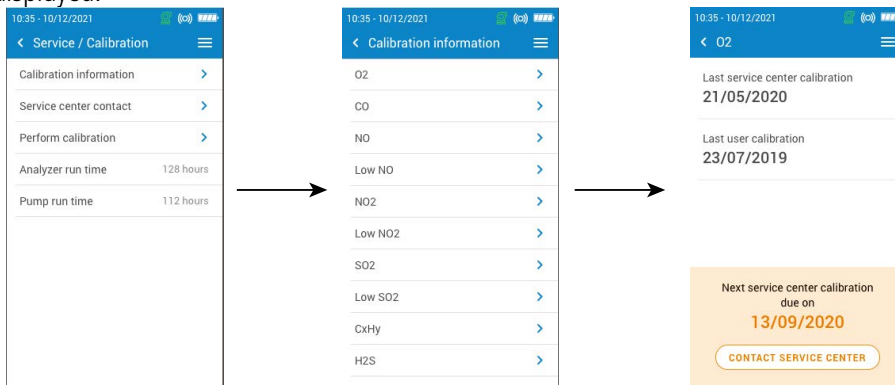 displayed.
10:35 - 10/12/2021
Service / Calibration
Calibration information
Service center contact
Perform calibration
Analyzer run time 128 hours
Pump run time 112 hours
10:35 - 10/12/2021
Calibration information
O2
CO
NO
Low NO
NO2
Low NO2
SO2
Low SO2
CxHy
H2S
10:35 - 10/12/2021
O2
Last service center calibration
21/05/2020
Last user calibration
23/07/2019
Next service center calibration
due on
13/09/2020
CONTACT SERVICE CENTER